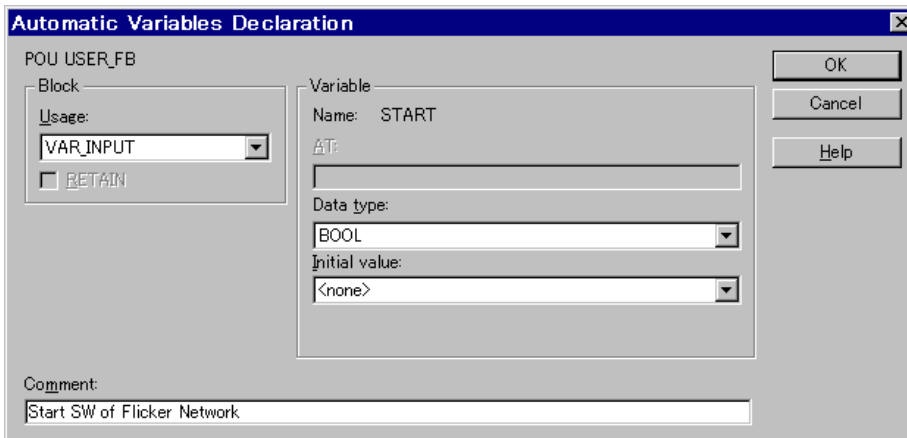 Automatic Variables Declaration
POU USER_FB
Block
Usage:
VAR_INPUT
RETAIN
Variable
Name: START
AT:
Data type:
BOOL
Initial value:
<none>
OK
Cancel
Help
Comment:
Start SW of Flicker Network